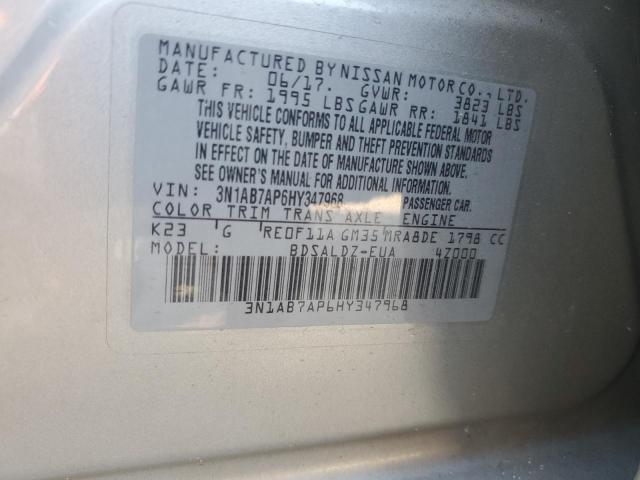 MANUFACTURED BY NISSAN MOTOR CO., LTD.
DATE: 06/17. GVWR: 3823 LBS
GAWR FR: 1995 LBS GAWR RR: 1841 LBS
THIS VEHICLE CONFORMS TO ALL APPLICABLE FEDERAL MOTOR
VEHICLE SAFETY, BUMPER AND THEFT PREVENTION STANDARDS
IN EFFECT ON THE DATE OF MANUFACTURE SHOWN ABOVE.
SEE OWNER'S MANUAL FOR ADDITIONAL INFORMATION.
VIN: 3N1AB7AP6HY347968 PASSENGER CAR.
COLOR TRIM TRANS AXLE ENGINE
K23 G RE0F11A GM35 MRA8DE 1798 CC
MODEL: BDSALDZ-EUA 4Z000
3N1AB7AP6HY347968